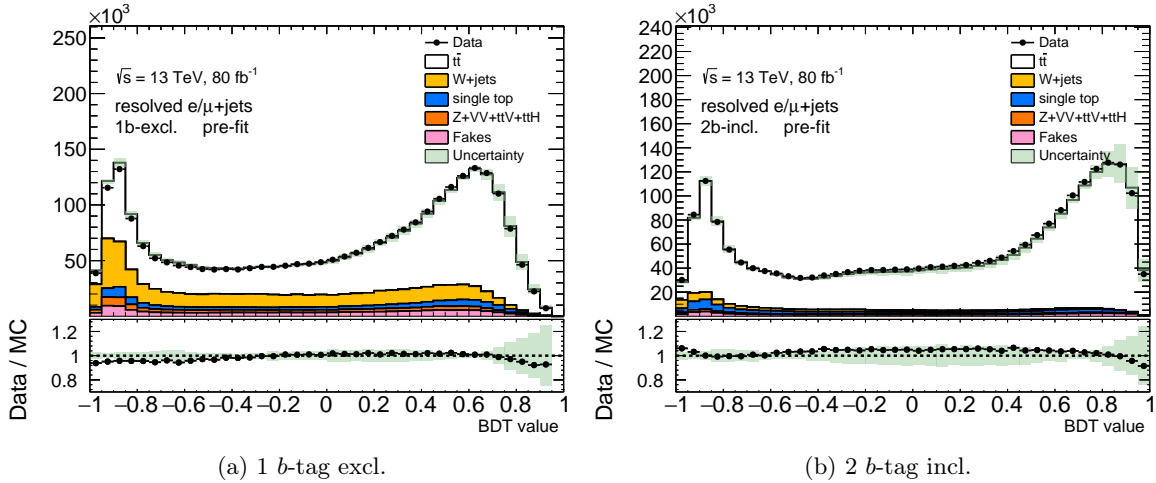 ×10³
250
200
150
100
50
Data
tt̄
W+jets
single top
Z+VV+ttV+ttH
Fakes
Uncertainty
√s = 13 TeV, 80 fb⁻¹
resolved e/μ+jets
1b-excl. pre-fit
Data / MC
1.2
1
0.8
−1 −0.8 −0.6 −0.4 −0.2 0 0.2 0.4 0.6 0.8 1
BDT value
(a) 1 b-tag excl.
×10³
240
220
200
180
160
140
120
100
80
60
40
20
Data
tt̄
W+jets
single top
Z+VV+ttV+ttH
Fakes
Uncertainty
√s = 13 TeV, 80 fb⁻¹
resolved e/μ+jets
2b-incl. pre-fit
Data / MC
1.2
1
0.8
−1 −0.8 −0.6 −0.4 −0.2 0 0.2 0.4 0.6 0.8 1
BDT value
(b) 2 b-tag incl.